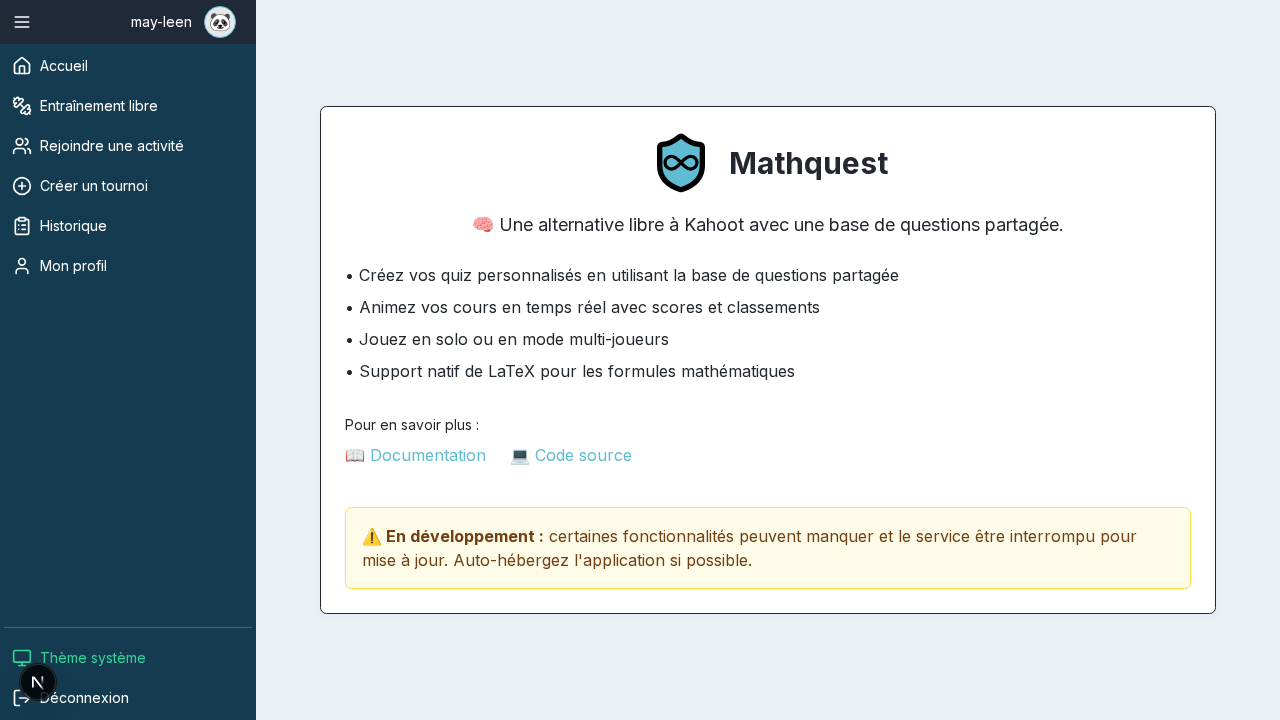 may-leen
Accueil
Entraînement libre
Rejoindre une activité
Créer un tournoi
Historique
Mon profil
Thème système
Déconnexion
N
Mathquest
🧠 Une alternative libre à Kahoot avec une base de questions partagée.
• Créez vos quiz personnalisés en utilisant la base de questions partagée
• Animez vos cours en temps réel avec scores et classements
• Jouez en solo ou en mode multi-joueurs
• Support natif de LaTeX pour les formules mathématiques
Pour en savoir plus :
📖 Documentation 💻 Code source
⚠️ En développement : certaines fonctionnalités peuvent manquer et le service être interrompu pour
mise à jour. Auto-hébergez l'application si possible.